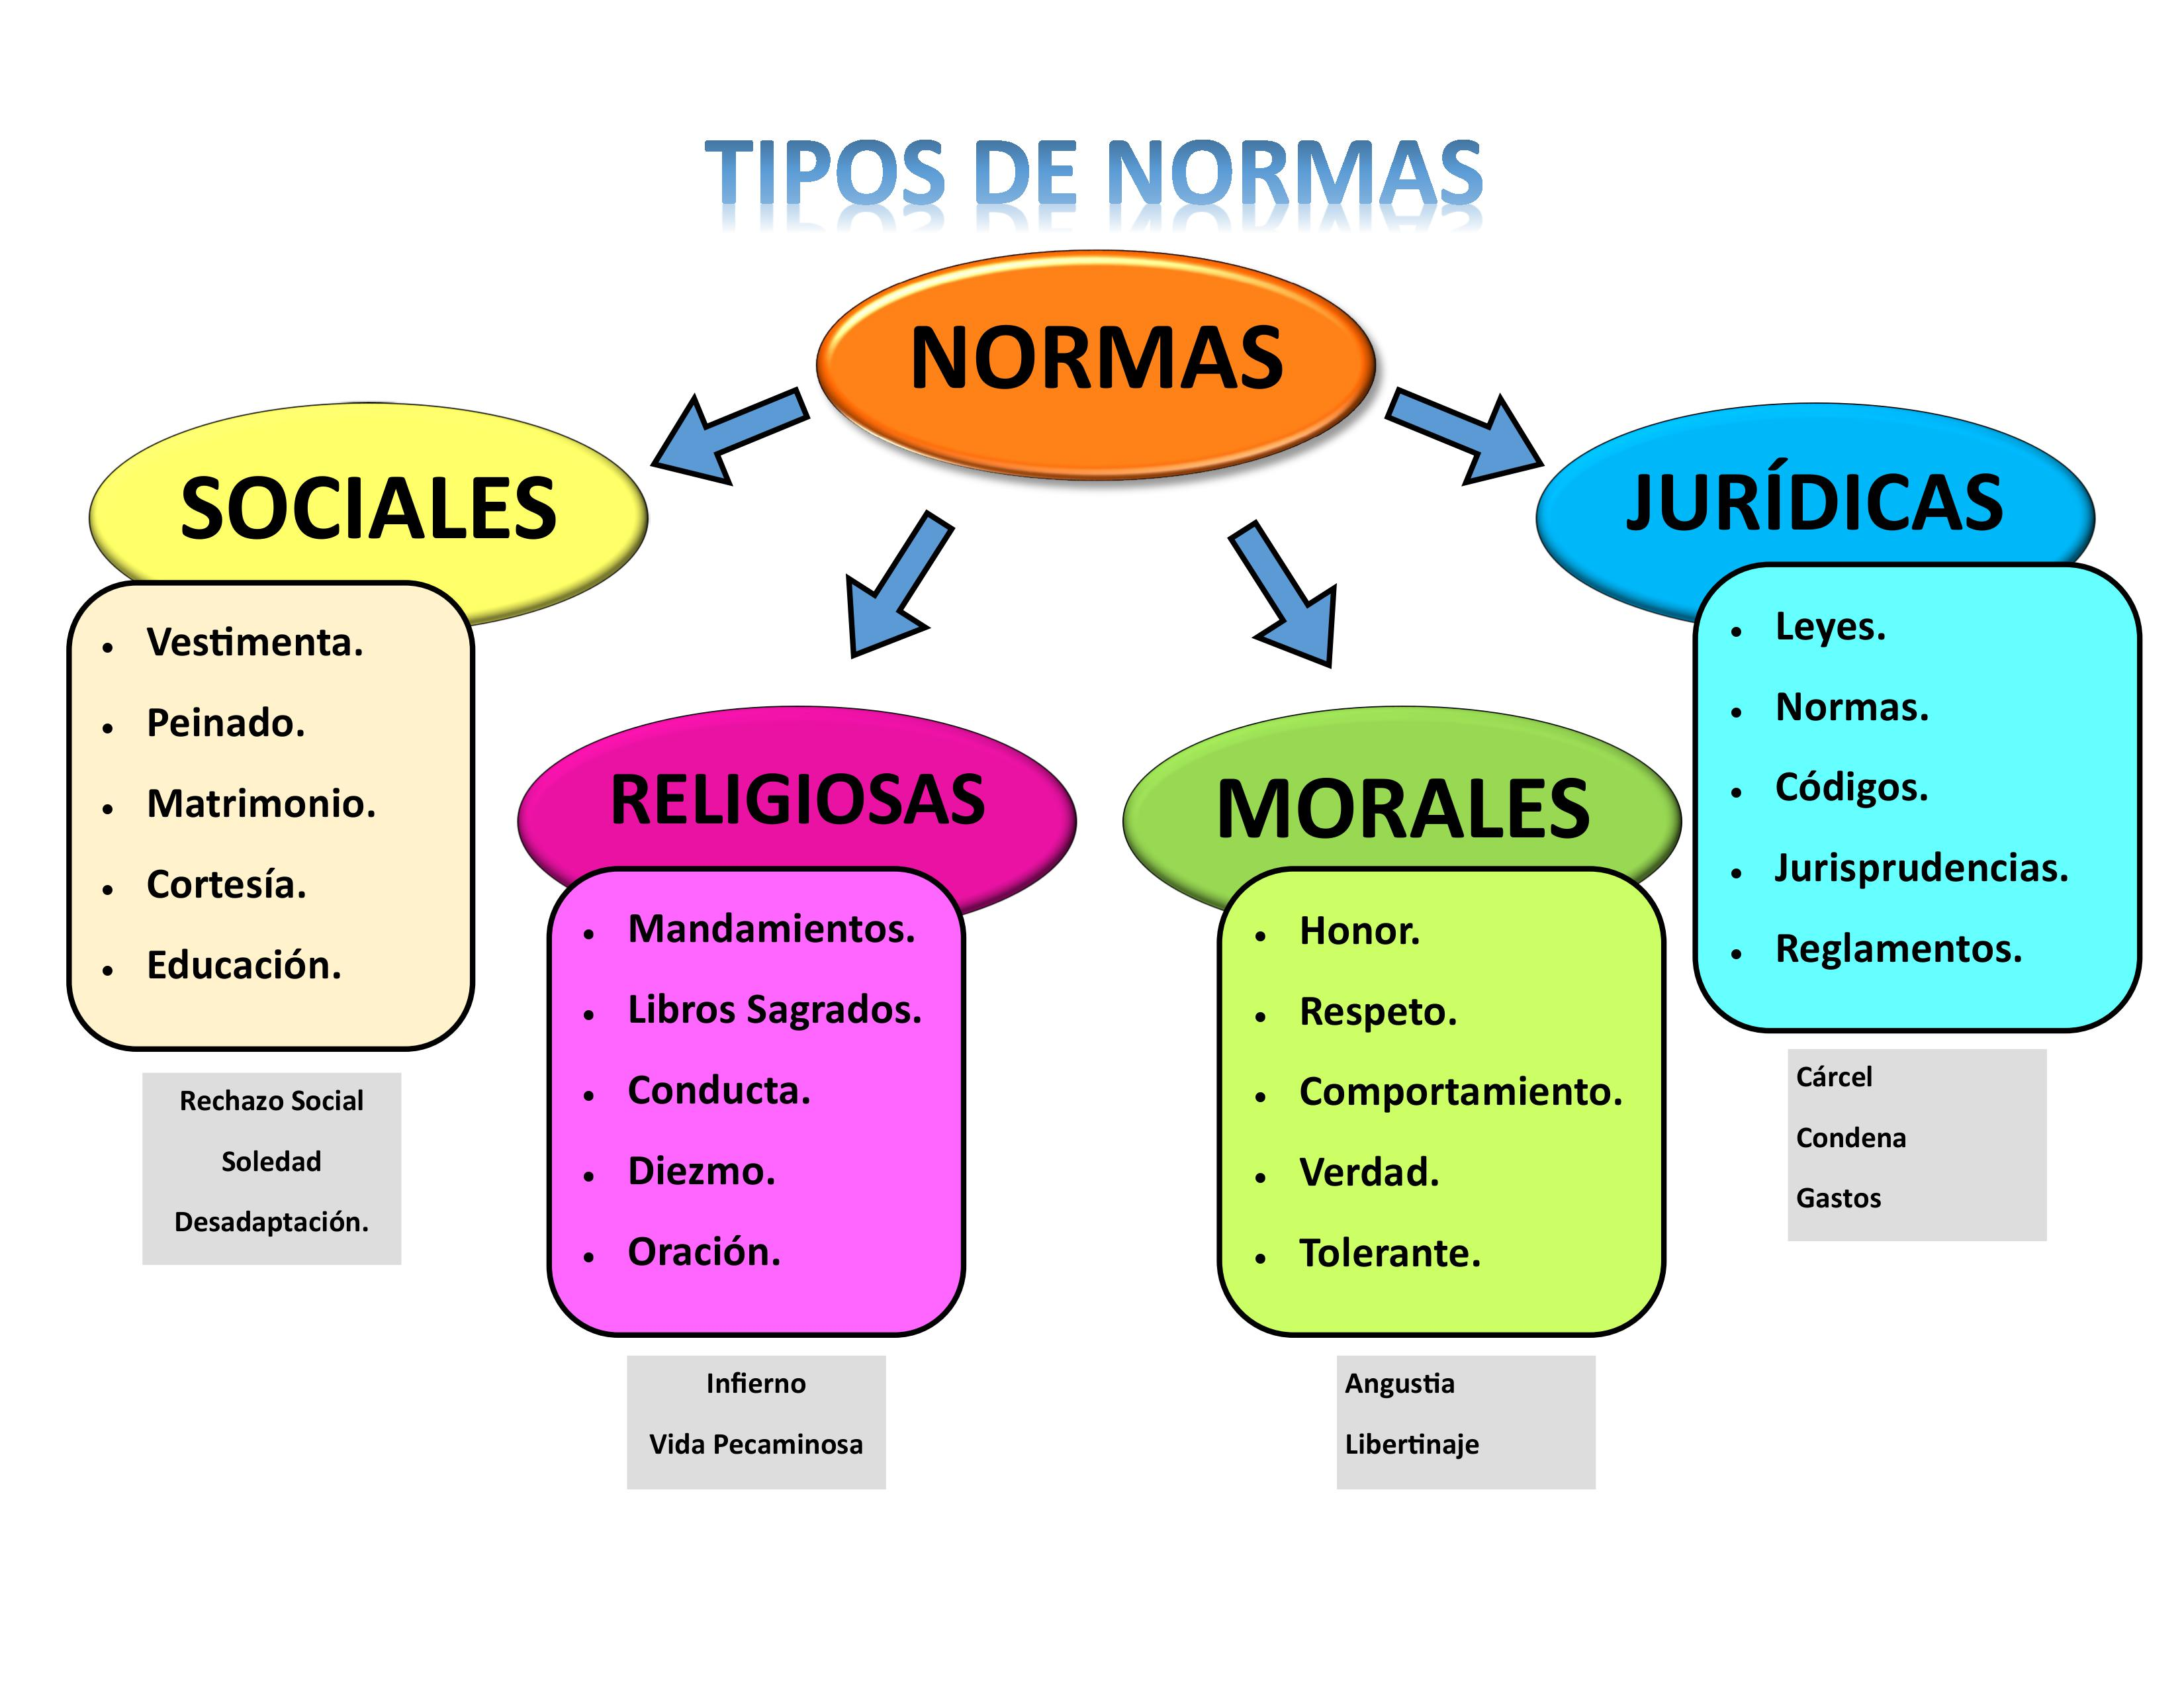 TIPOS DE NORMAS
NORMAS
SOCIALES
Vestimenta.
Peinado.
Matrimonio.
Cortesía.
Educación.
Rechazo Social
Soledad
Desadaptación.
RELIGIOSAS
Mandamientos.
Libros Sagrados.
Conducta.
Diezmo.
Oración.
Infierno
Vida Pecaminosa
MORALES
Honor.
Respeto.
Comportamiento.
Verdad.
Tolerante.
Angustia
Libertinaje
JURÍDICAS
Leyes.
Normas.
Códigos.
Jurisprudencias.
Reglamentos.
Cárcel
Condena
Gastos